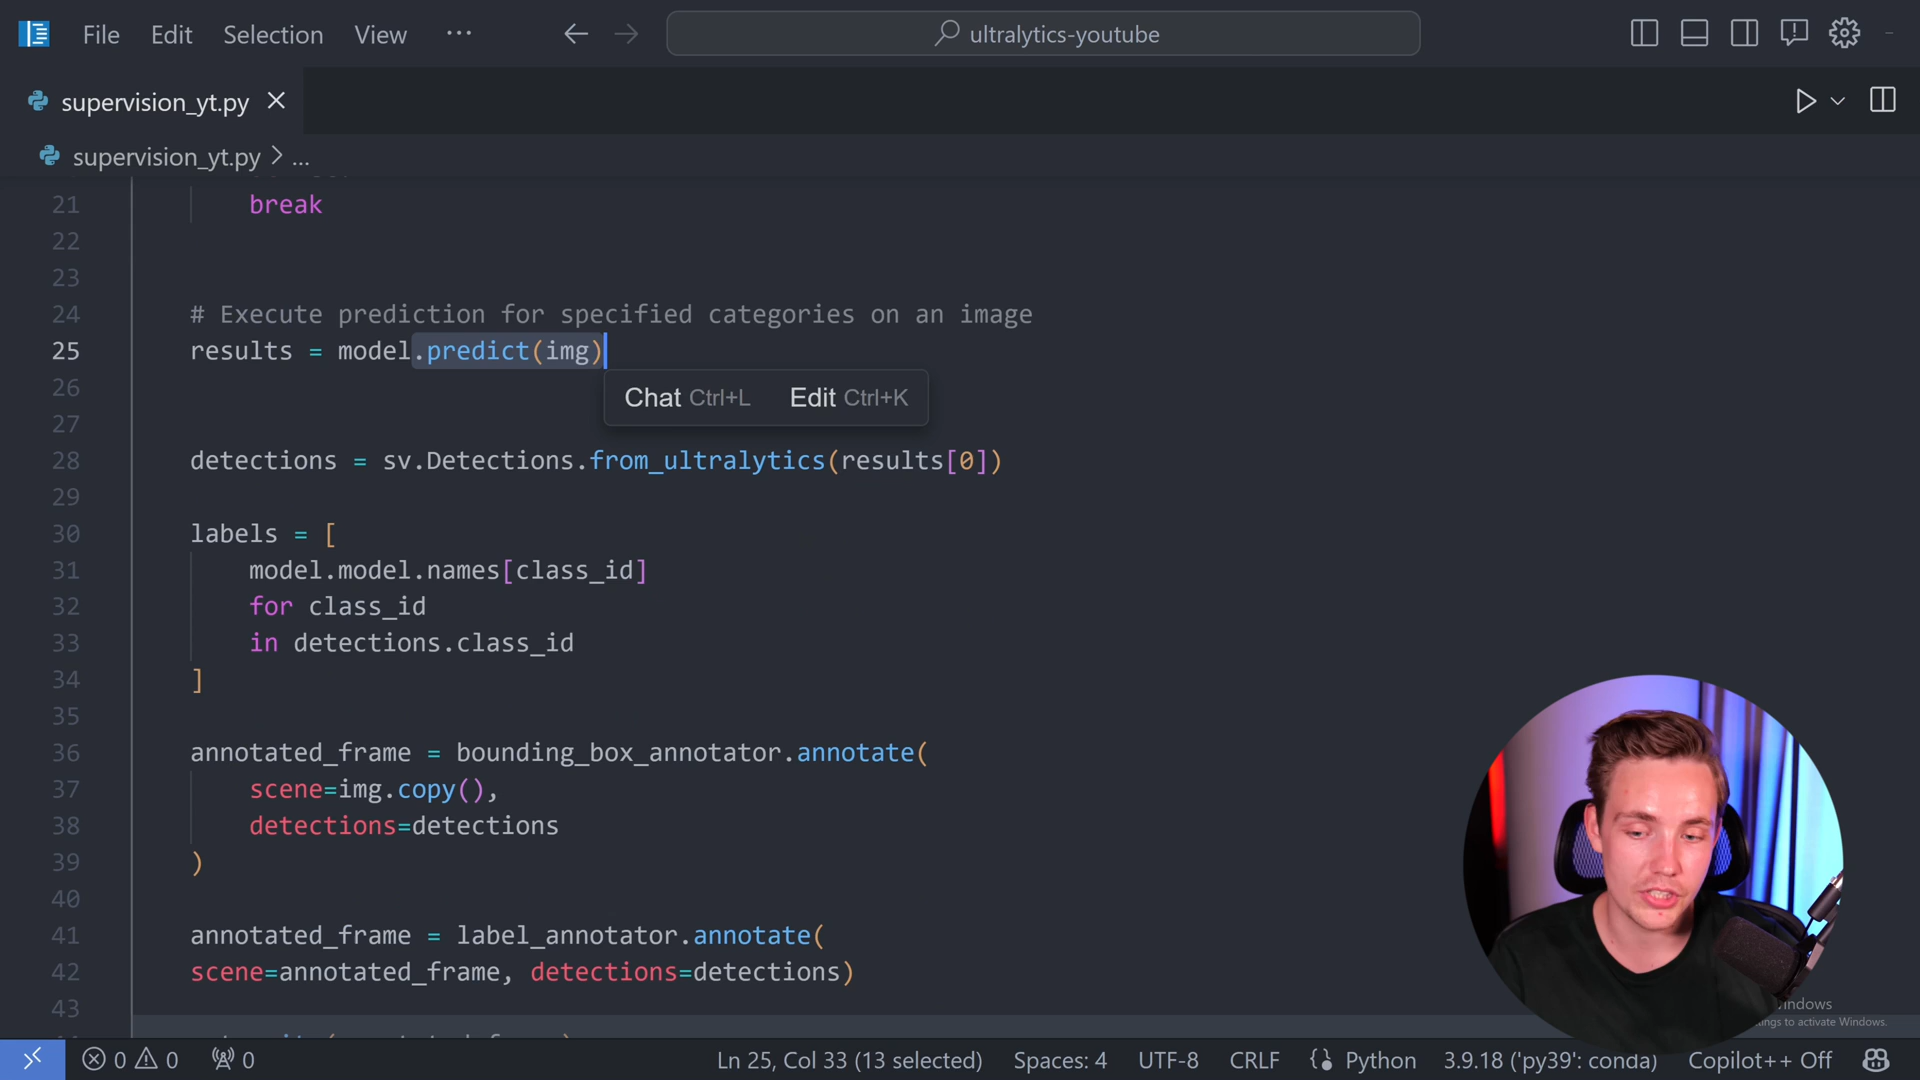 File Edit Selection View ... ultralytics-youtube
supervision_yt.py
supervision_yt.py > ...
21 break
22
23
24 # Execute prediction for specified categories on an image
25 results = model.predict(img)
26
Chat Ctrl+L Edit Ctrl+K
27
28 detections = sv.Detections.from_ultralytics(results[0])
29
30 labels = [
31 model.model.names[class_id]
32 for class_id
33 in detections.class_id
34 ]
35
36 annotated_frame = bounding_box_annotator.annotate(
37 scene=img.copy(),
38 detections=detections
39 )
40
41 annotated_frame = label_annotator.annotate(
42 scene=annotated_frame, detections=detections)
43
indows
ings to activate Windows.
0 0 0 Ln 25, Col 33 (13 selected) Spaces: 4 UTF-8 CRLF Python 3.9.18 ('py39': conda) Copilot++ Off